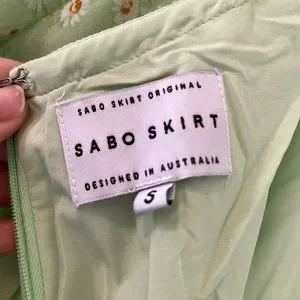 SABO SKIRT ORIGINAL
SABO SKIRT
DESIGNED IN AUSTRALIA
S